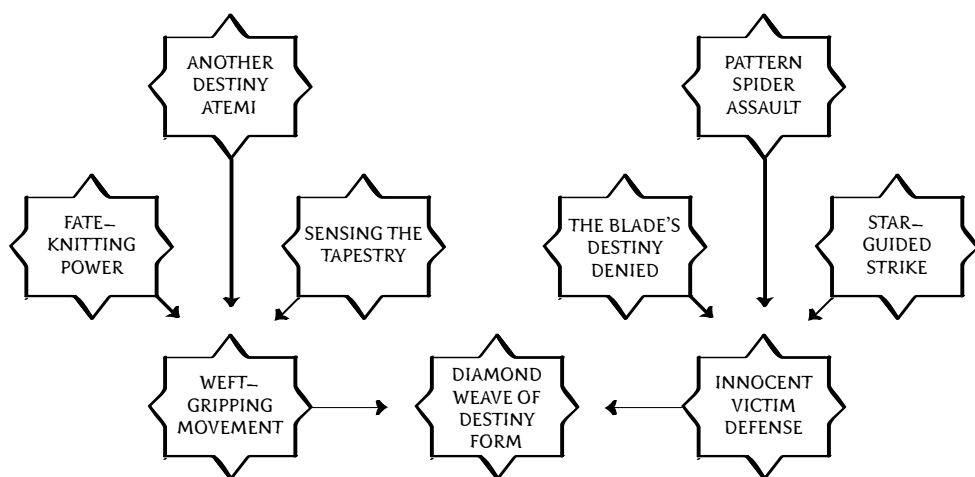 ANOTHER
DESTINY
ATEMI
PATTERN
SPIDER
ASSAULT
FATE–
KNITTING
POWER
SENSING THE
TAPESTRY
THE BLADE'S
DESTINY
DENIED
STAR–
GUIDED
STRIKE
WEFT–
GRIPPING
MOVEMENT
DIAMOND
WEAVE OF
DESTINY
FORM
INNOCENT
VICTIM
DEFENSE